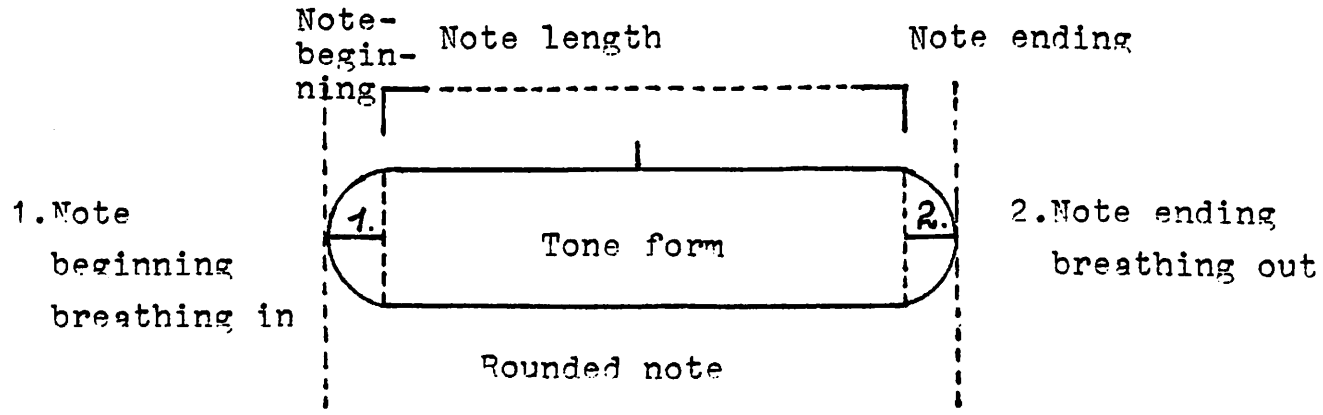 Note-
begin-
ning
Note length
Note ending
1.Note
beginning
breathing in
1.
Tone form
2.
2.Note ending
breathing out
Rounded note